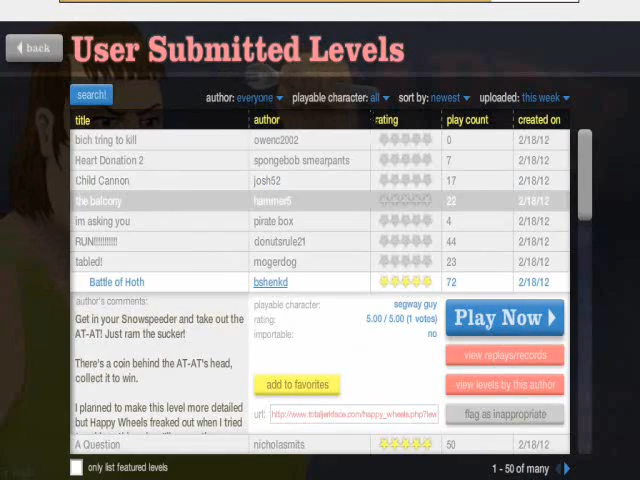 back
User Submitted Levels
search!
author: everyone playable character: all sort by: newest uploaded: this week
title author rating play count created on
bich tring to kill owenc2002 0 2/18/12
Heart Donation 2 spongebob smearpants 7 2/18/12
Child Cannon josh52 17 2/18/12
the balcony hammer5 22 2/18/12
im asking you pirate box 4 2/18/12
RUN!!!!!!!!!!! donutsrule21 44 2/18/12
tabled! mogerdog 23 2/18/12
Battle of Hoth bshenkd 72 2/18/12
author's comments:
Get in your Snowspeeder and take out the
AT-AT! Just ram the sucker!
There's a coin behind the AT-AT's head,
collect it to win.
I planned to make this level more detailed
but Happy Wheels freaked out when I tried
playable character: segway guy
rating: 5.00 / 5.00 (1 votes)
importable: no
add to favorites
url: http://www.totaljerkface.com/happy_wheels.php?lev
Play Now
view replays/records
view levels by this author
flag as inappropriate
A Question nicholasmits 50 2/18/12
only list featured levels
1 - 50 of many